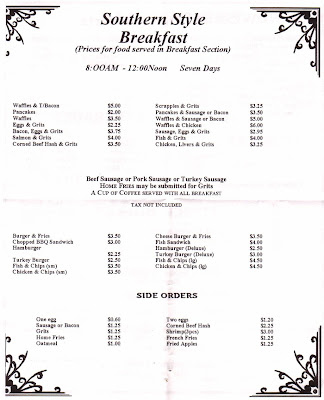 Southern Style
Breakfast
(Prices for food served in Breakfast Section)
8:OOAM - 12:00Noon Seven Days
Waffles & T/Bacon $5.00
Pancakes $2.00
Waffles $3.50
Eggs & Grits $2.25
Bacon, Eggs & Grits $3.75
Salmon & Grits $4.00
Corned Beef Hash & Grits $3.50
Scrapples & Grits $3.25
Pancakes & Sausage or Bacon $3.50
Waffles & Sausage or Bacon $5.00
Waffles & Chicken $6.00
Sausage, Eggs & Grits $2.95
Fish & Grits $4.00
Chicken, Livers & Grits $3.25
Beef Sausage or Pork Sausage or Turkey Sausage
HOME FRIES may be submitted for Grits
A CUP OF COFFEE SERVED WITH ALL BREAKFAST
TAX NOT INCLUDED
Burger & Fries $3.50
Chopped BBQ Sandwich $3.00
Hamburger
$2.25
Turkey Burger $2.50
Fish & Chips (sm) $3.50
Chicken & Chips (sm) $3.50
Cheese Burger & Fries $3.50
Fish Sandwich $4.00
Hamburger (Deluxe) $2.50
Turkey Burger (Deluxe) $3.00
Fish & Chips (lg) $4.50
Chicken & Chips (lg) $4.50
SIDE ORDERS
One egg $0.60
Sausage or Bacon $1.25
Grits $1.25
Home Fries $1.25
Oatmeal $1.00
Two eggs $1.20
Corned Beef Hash $2.25
Shrimp(3pcs) $3.00
French Fries $1.25
Fried Apples $1.25